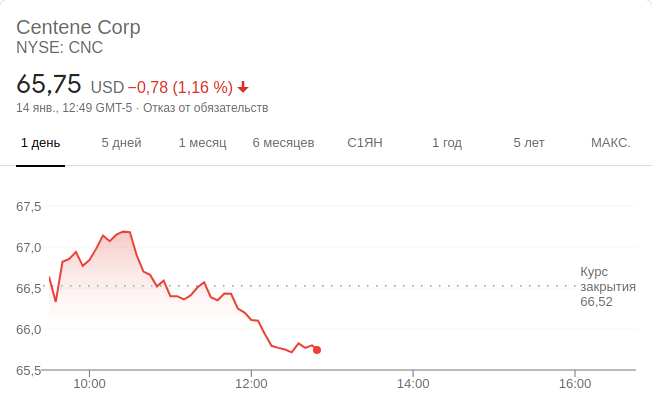 Centene Corp
NYSE: CNC
65,75 USD −0,78 (1,16 %)
14 янв., 12:49 GMT-5 · Отказ от обязательств
1 день 5 дней 1 месяц 6 месяцев С1ЯН 1 год 5 лет МАКС.
67,5
67,0
66,5
66,0
65,5
Курс
закрытия
66,52
10:00 12:00 14:00 16:00